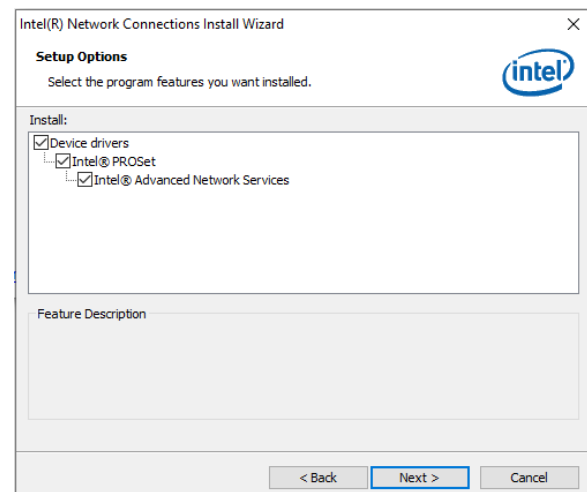 Intel(R) Network Connections Install Wizard
Setup Options
Select the program features you want installed.
intel
Install:
Device drivers
Intel® PROSet
Intel® Advanced Network Services
Feature Description
< Back
Next >
Cancel